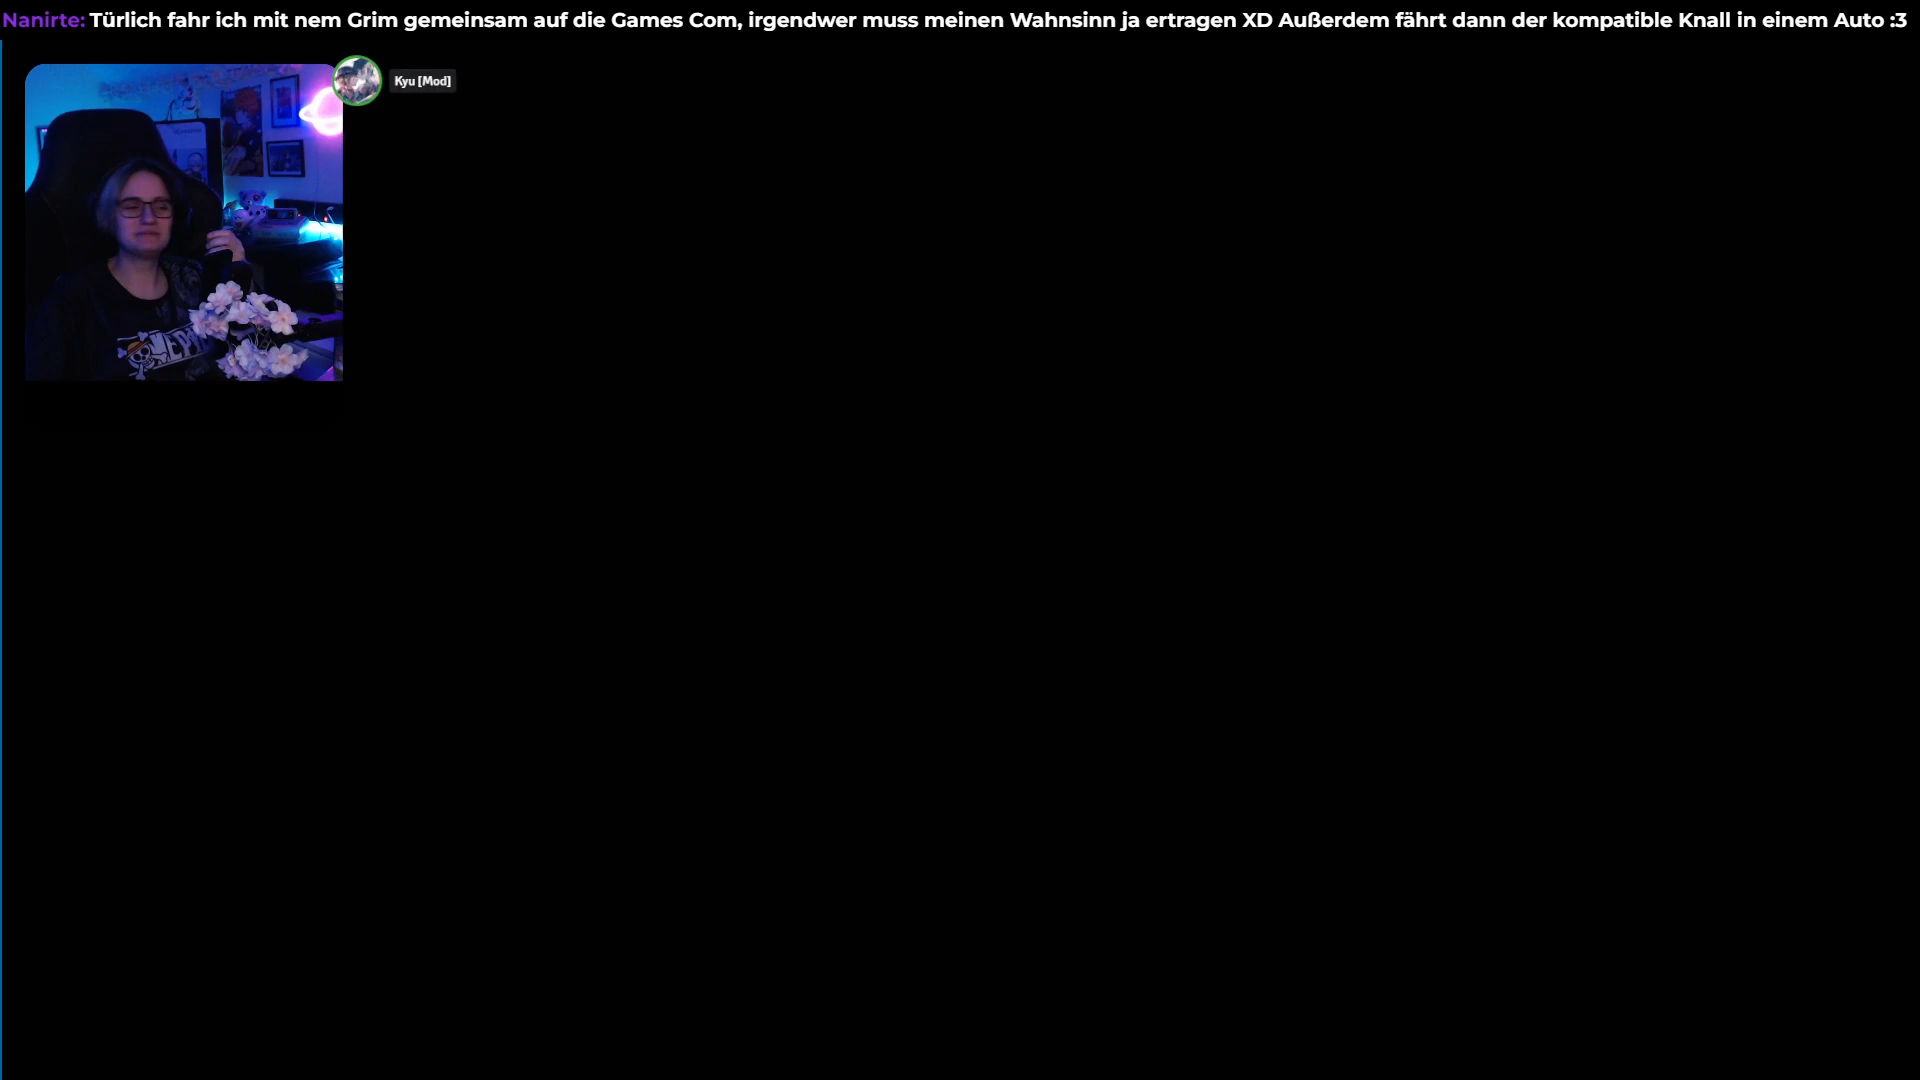 Nanirte: Türlich fahr ich mit nem Grim gemeinsam auf die Games Com, irgendwer muss meinen Wahnsinn ja ertragen XD Außerdem fährt dann der kompatible Knall in einem Auto :3
Kyu [Mod]